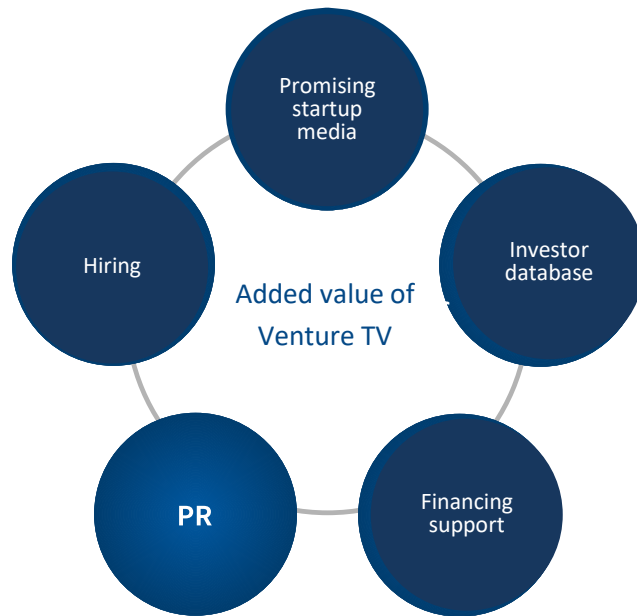 Promising
startup
media
Investor
database
Hiring
Added value of
Venture TV
Financing
support
PR